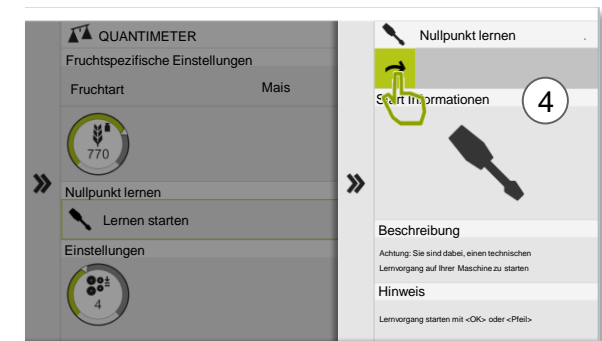 QUANTIMETER
Fruchtspezifische Einstellungen
Fruchtart Mais
770
Nullpunkt lernen
Lernen starten
Einstellungen
4
Nullpunkt lernen
Start Informationen
4
Beschreibung
Achtung: Sie sind dabei, einen technischen
Lernvorgang auf Ihrer Maschine zu starten
Hinweis
Lernvorgang starten mit <OK> oder <Pfeil>